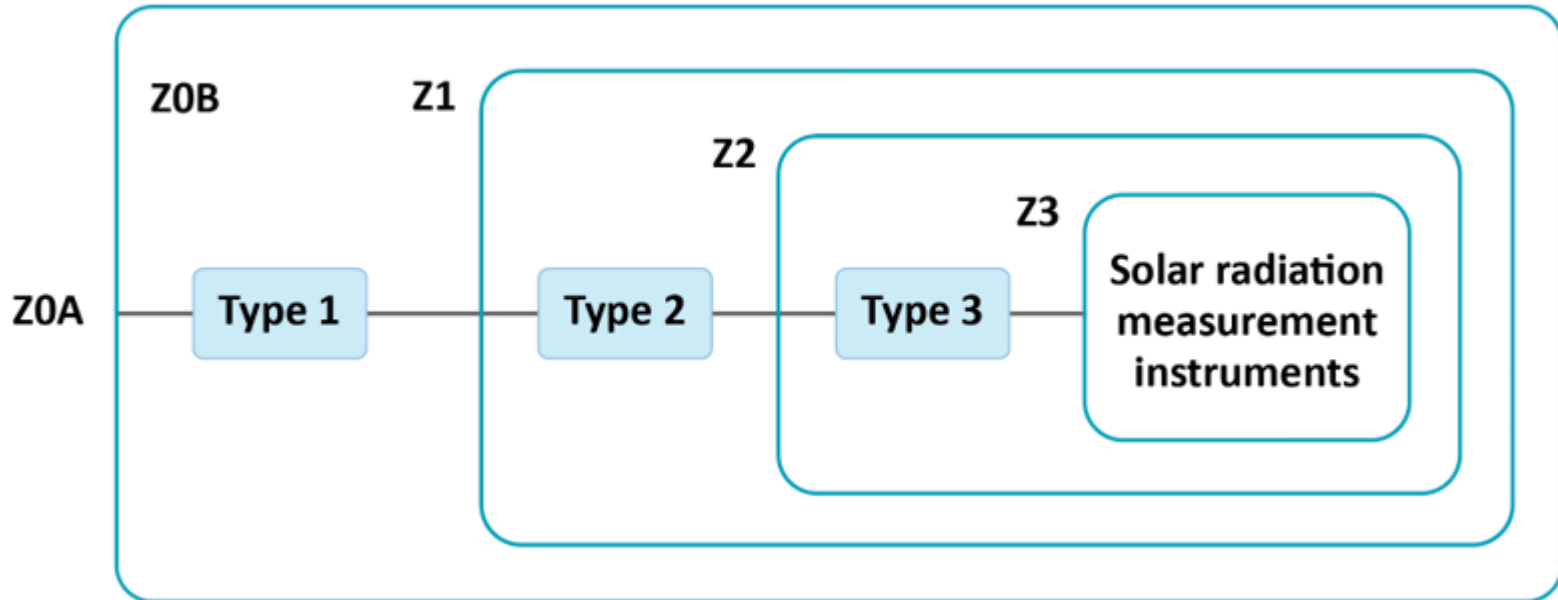 Z0B
Z1
Z2
Z3
Z0A
Type 1
Type 2
Type 3
Solar radiation
measurement
instruments